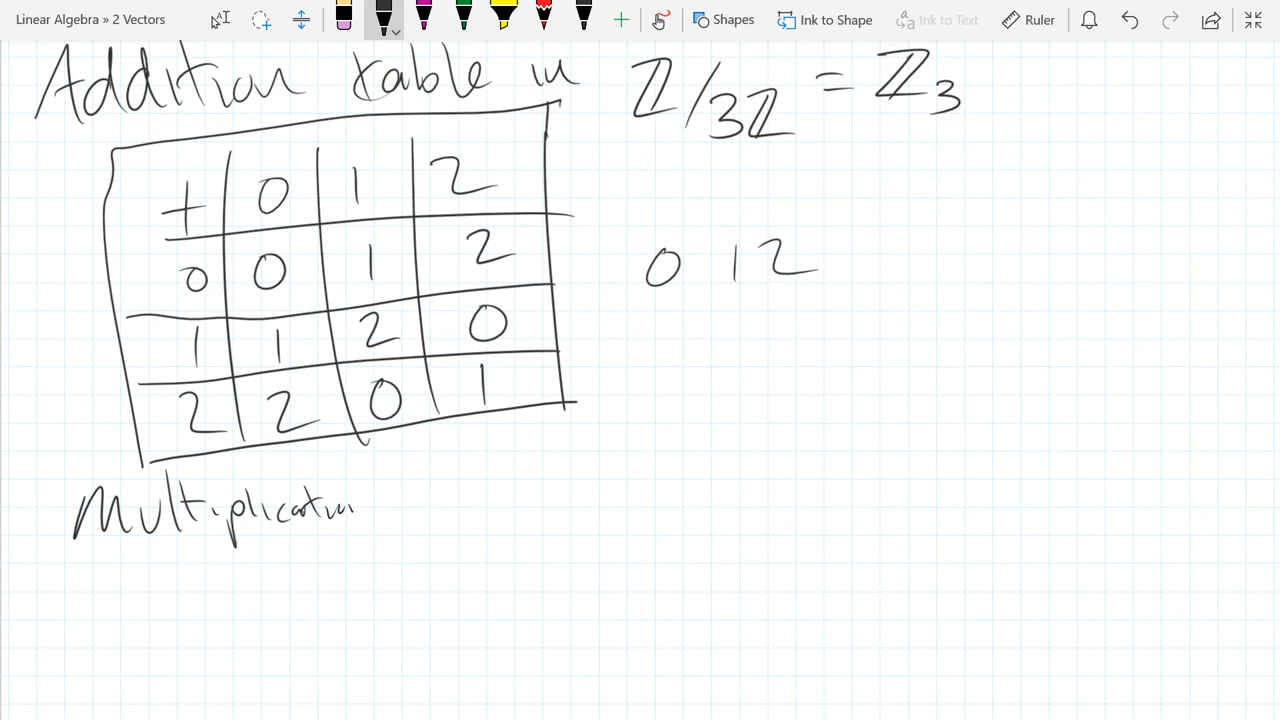 Linear Algebra » 2 Vectors
Shapes
Ink to Shape
Ink to Text
Ruler
Addition table in ℤ/3ℤ = ℤ₃
+ 0 1 2
0 0 1 2
0 1 2
1 1 2 0
2 2 0 1
Multiplication